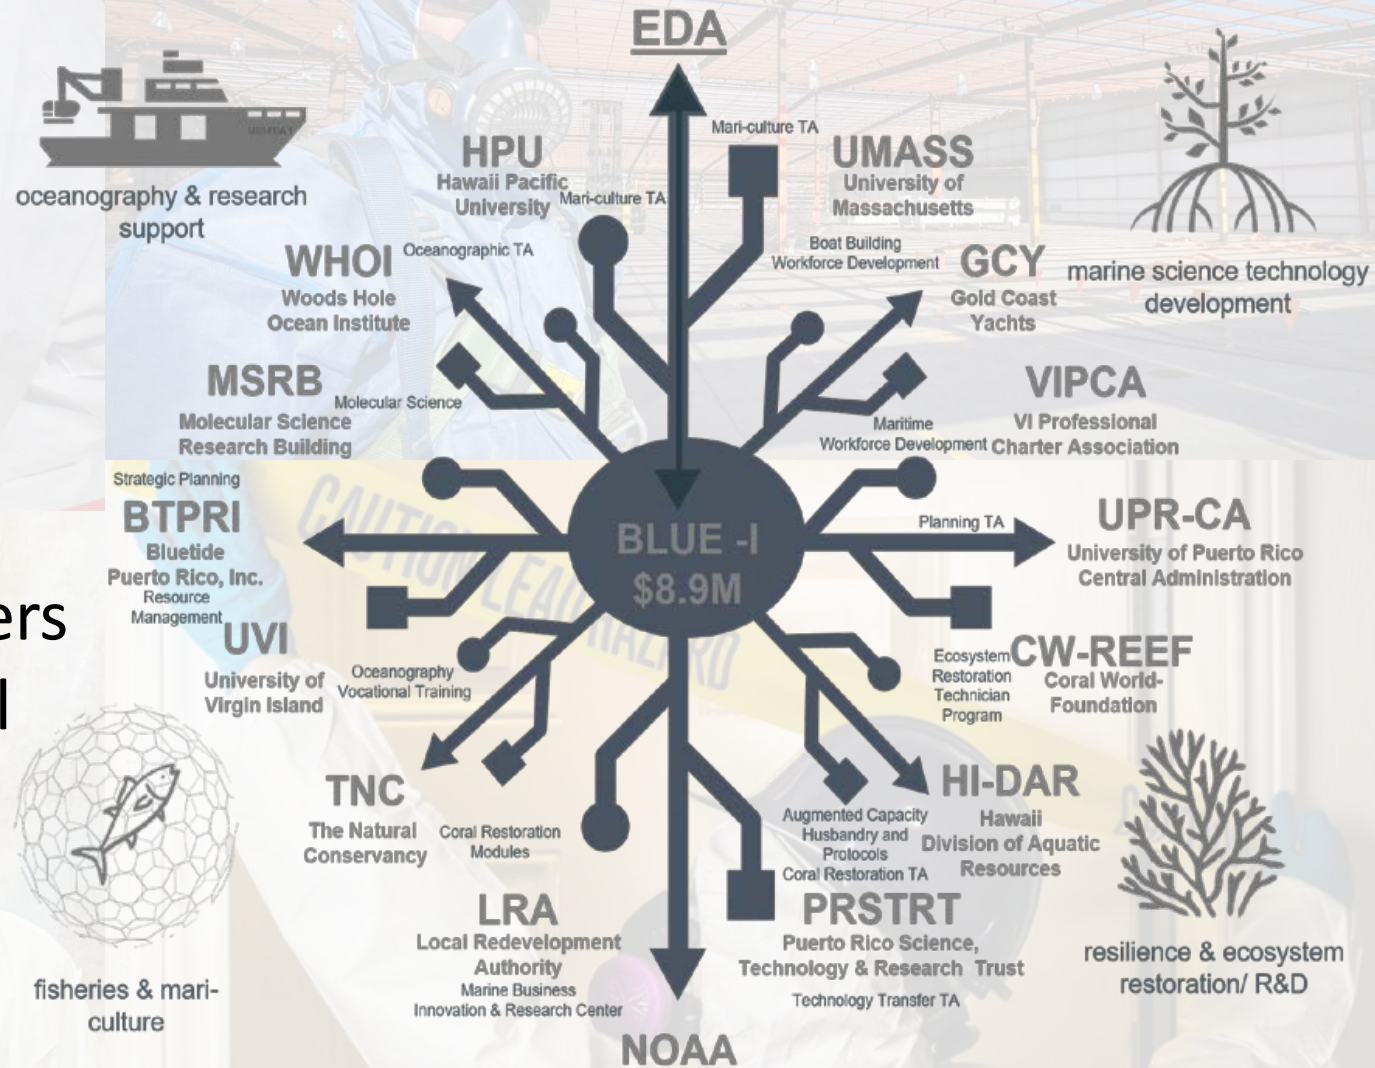 EDA
Mari-culture TA
HPU
Hawaii Pacific
University
Mari-culture TA
UMASS
University of
Massachusetts
oceanography & research
support
WHOI
Oceanographic TA
Woods Hole
Ocean Institute
Boat Building
Workforce Development
GCY
Gold Coast
Yachts
marine science technology
development
MSRB
Molecular Science
Molecular Science
Research Building
VIPCA
Maritime
Workforce Development
VI Professional
Charter Association
Strategic Planning
BTPRI
Bluetide
Puerto Rico, Inc.
Resource
Management
BLUE -I
$8.9M
CAUTION LEAD HAZARD
Planning TA
UPR-CA
University of Puerto Rico
Central Administration
ers
l
UVI
University of
Virgin Island
Oceanography
Vocational Training
Ecosystem
Restoration
Technician
Program
CW-REEF
Coral World-
Foundation
TNC
The Natural
Conservancy
Coral Restoration
Modules
Augmented Capacity
Husbandry and
Protocols
Coral Restoration TA
HI-DAR
Hawaii
Division of Aquatic
Resources
LRA
Local Redevelopment
Authority
Marine Business
Innovation & Research Center
PRSTRT
Puerto Rico Science,
Technology & Research Trust
Technology Transfer TA
fisheries & mari-
culture
resilience & ecosystem
restoration/ R&D
NOAA